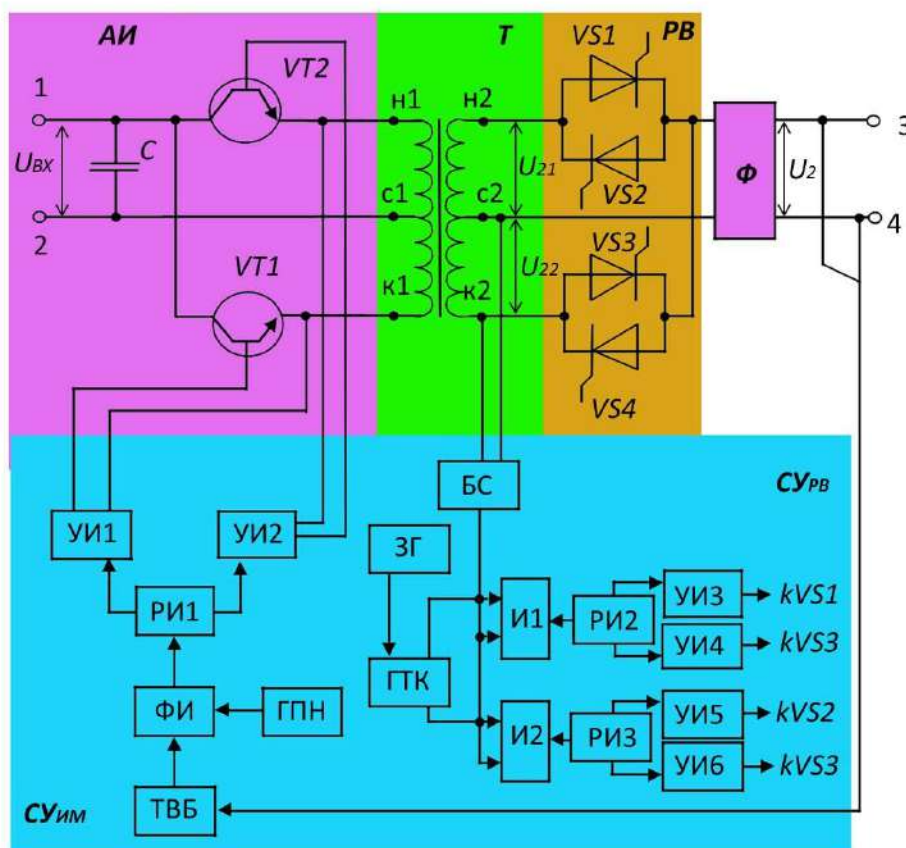 АИ
Т
РВ
VT2
VS1
1
н1
н2
3
Uвх
C
U21
VS2
Ф
U2
с1
с2
2
4
VT1
VS3
к1
U22
к2
VS4
БС
СУРВ
УИ1
УИ2
ЗГ
УИ3
kVS1
РИ1
И1
РИ2
УИ4
kVS3
ГТК
ФИ
ГПН
УИ5
kVS2
И2
РИ3
УИ6
kVS3
ТВБ
СУИМ